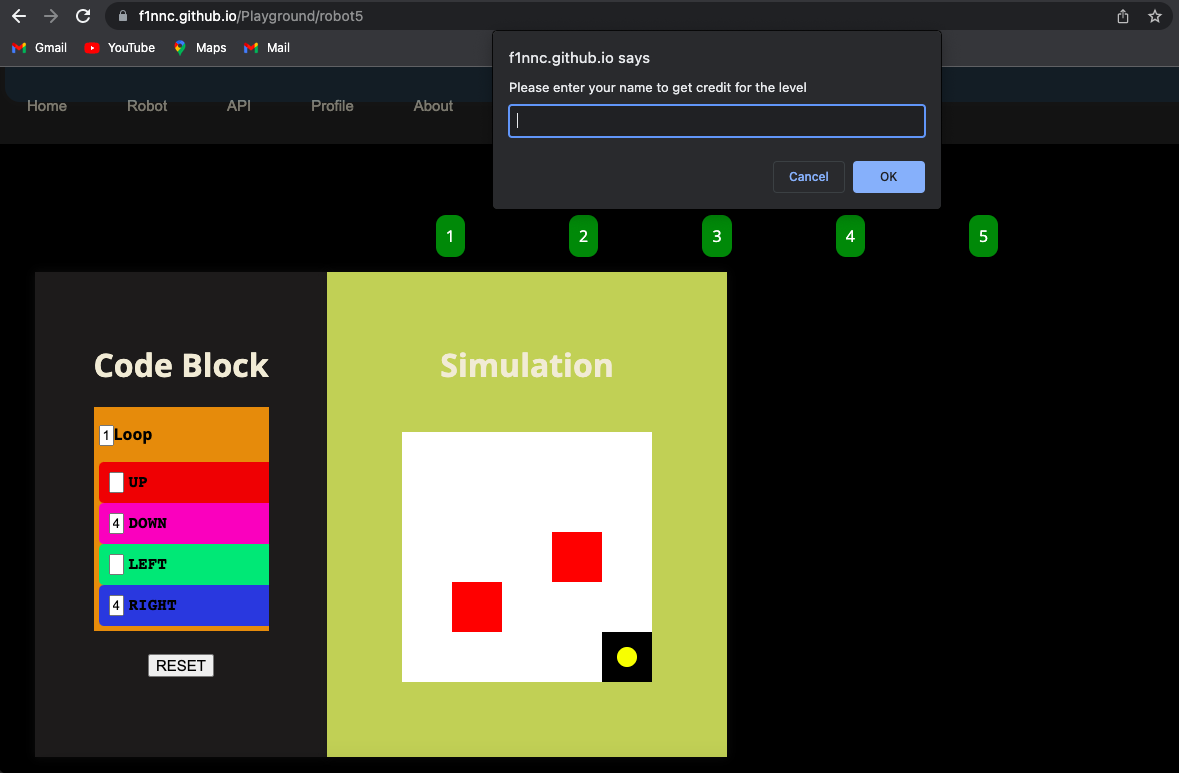 f1nnc.github.io/Playground/robot5
Gmail YouTube Maps Mail
f1nnc.github.io says
Please enter your name to get credit for the level
Cancel OK
Home Robot API Profile About
1 2 3 4 5
Code Block
1 Loop
UP
4 DOWN
LEFT
4 RIGHT
RESET
Simulation